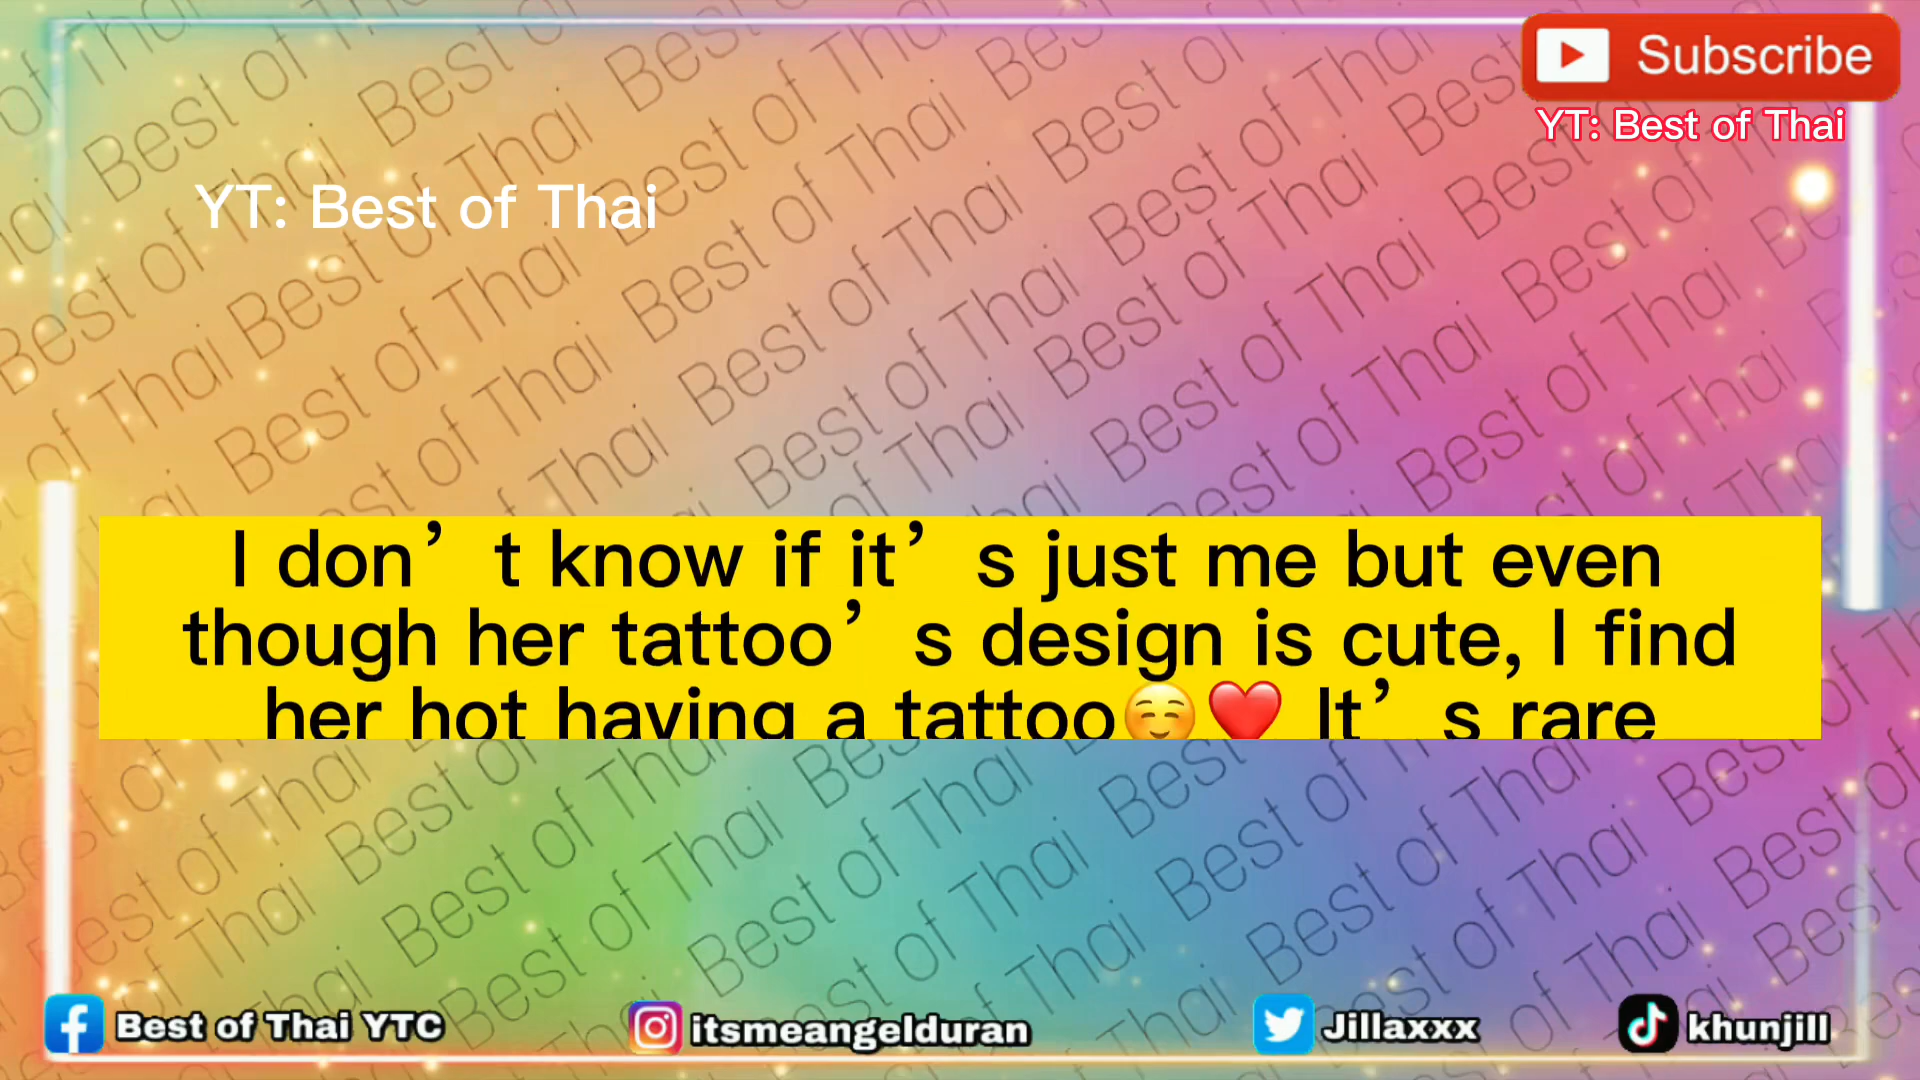 Subscribe
YT: Best of Thai
YT: Best of Thai
I don’t know if it’s just me but even
though her tattoo’s design is cute, I find
her hot having a tattoo☺️❤️ It’s rare
Best of Thai YTC
itsmeangelduran
Jillaxxx
khunjill